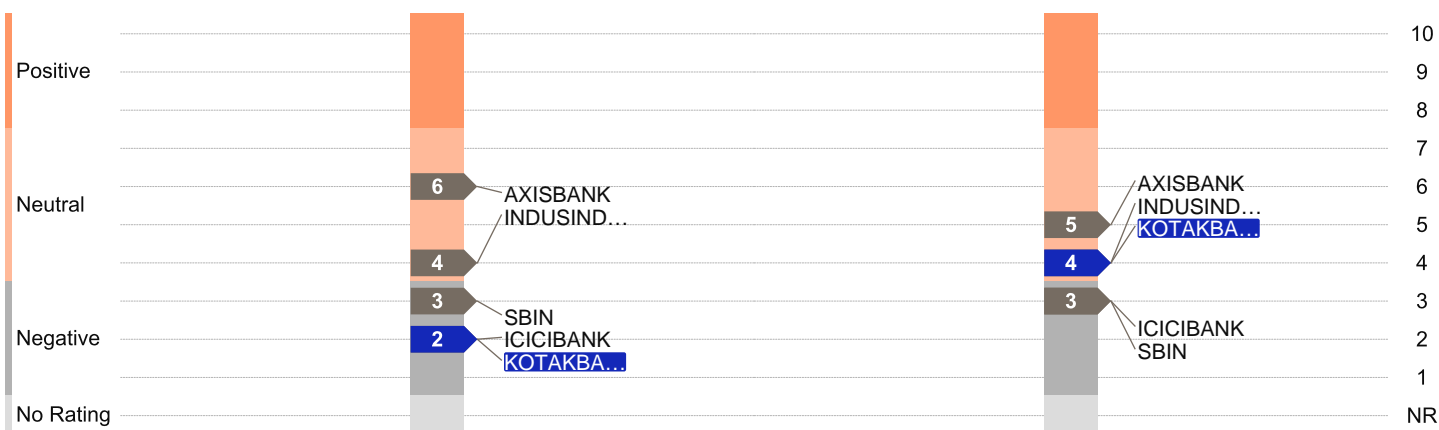 10
Positive
9
8
7
6
AXISBANK
INDUSIND...
6
AXISBANK
INDUSIND...
KOTAKBA...
Neutral
5
5
4
4
4
3
SBIN
3
3
ICICIBANK
SBIN
Negative
2
ICICIBANK
KOTAKBA...
2
1
No Rating
NR